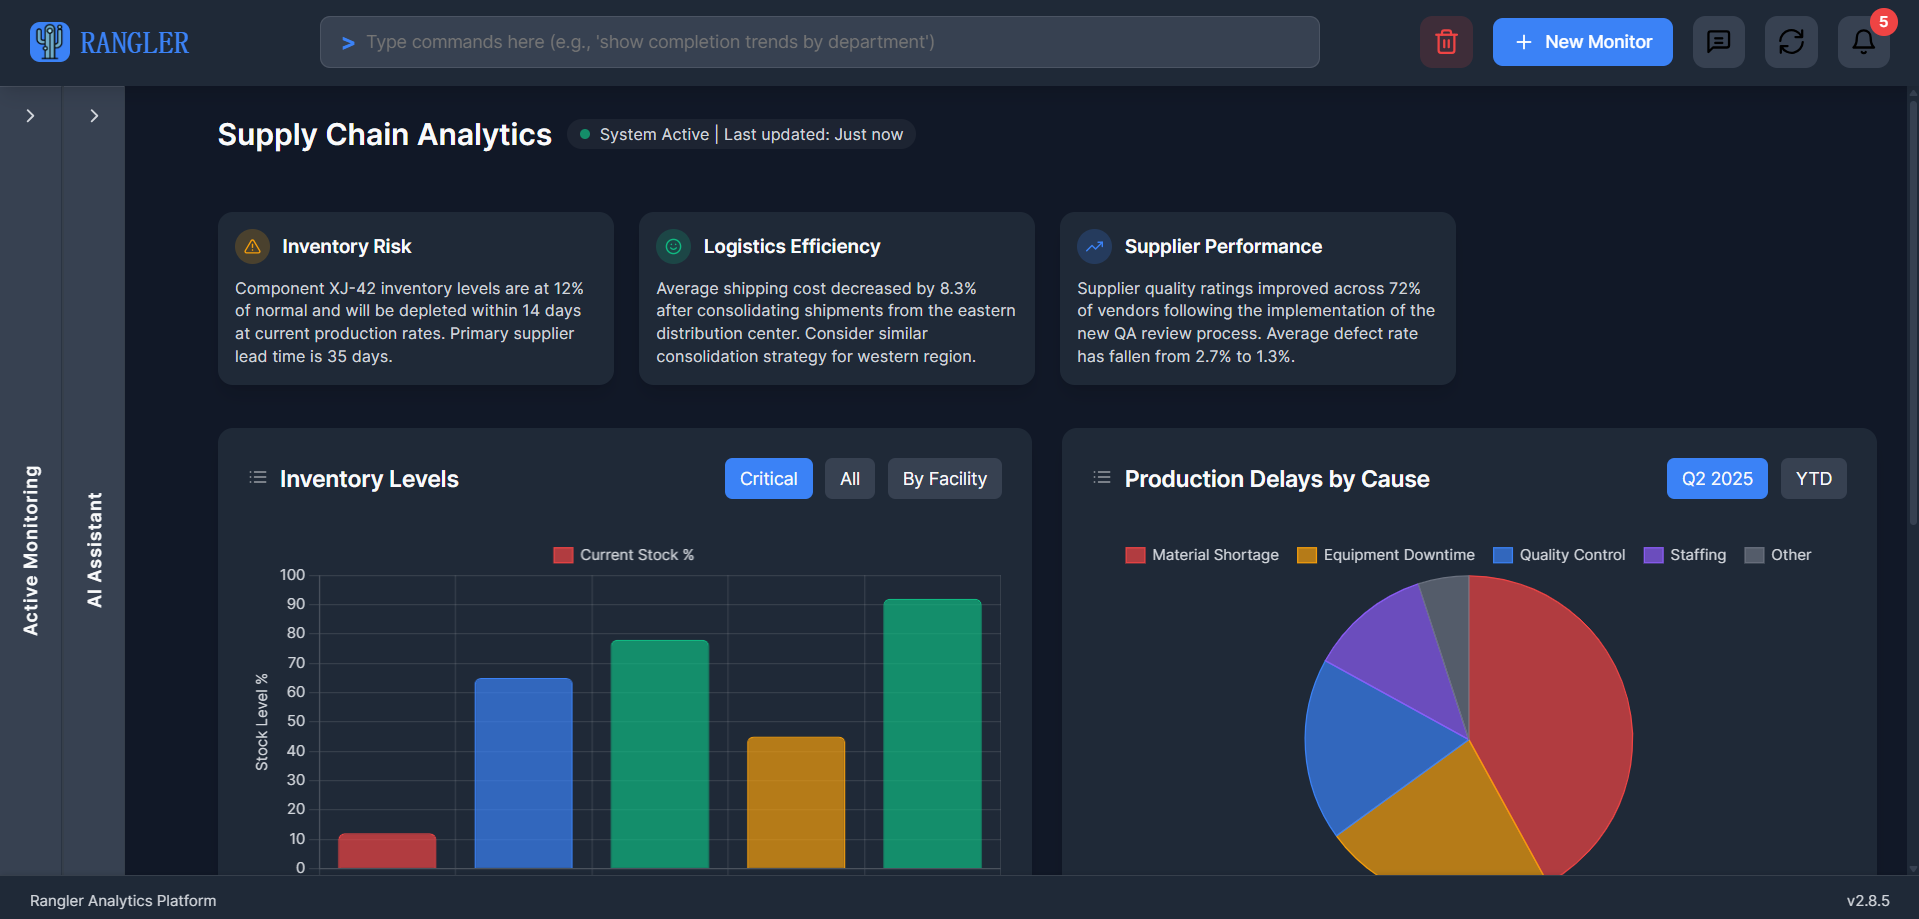 RANGLER
> Type commands here (e.g., 'show completion trends by department')
+ New Monitor
5
Supply Chain Analytics
System Active | Last updated: Just now
Inventory Risk
Component XJ-42 inventory levels are at 12%
of normal and will be depleted within 14 days
at current production rates. Primary supplier
lead time is 35 days.
Logistics Efficiency
Average shipping cost decreased by 8.3%
after consolidating shipments from the eastern
distribution center. Consider similar
consolidation strategy for western region.
Supplier Performance
Supplier quality ratings improved across 72%
of vendors following the implementation of the
new QA review process. Average defect rate
has fallen from 2.7% to 1.3%.
Active Monitoring
AI Assistant
Inventory Levels
Critical
All
By Facility
Current Stock %
Stock Level %
100
90
80
70
60
50
40
30
20
10
0
Production Delays by Cause
Q2 2025
YTD
Material Shortage
Equipment Downtime
Quality Control
Staffing
Other
Rangler Analytics Platform
v2.8.5